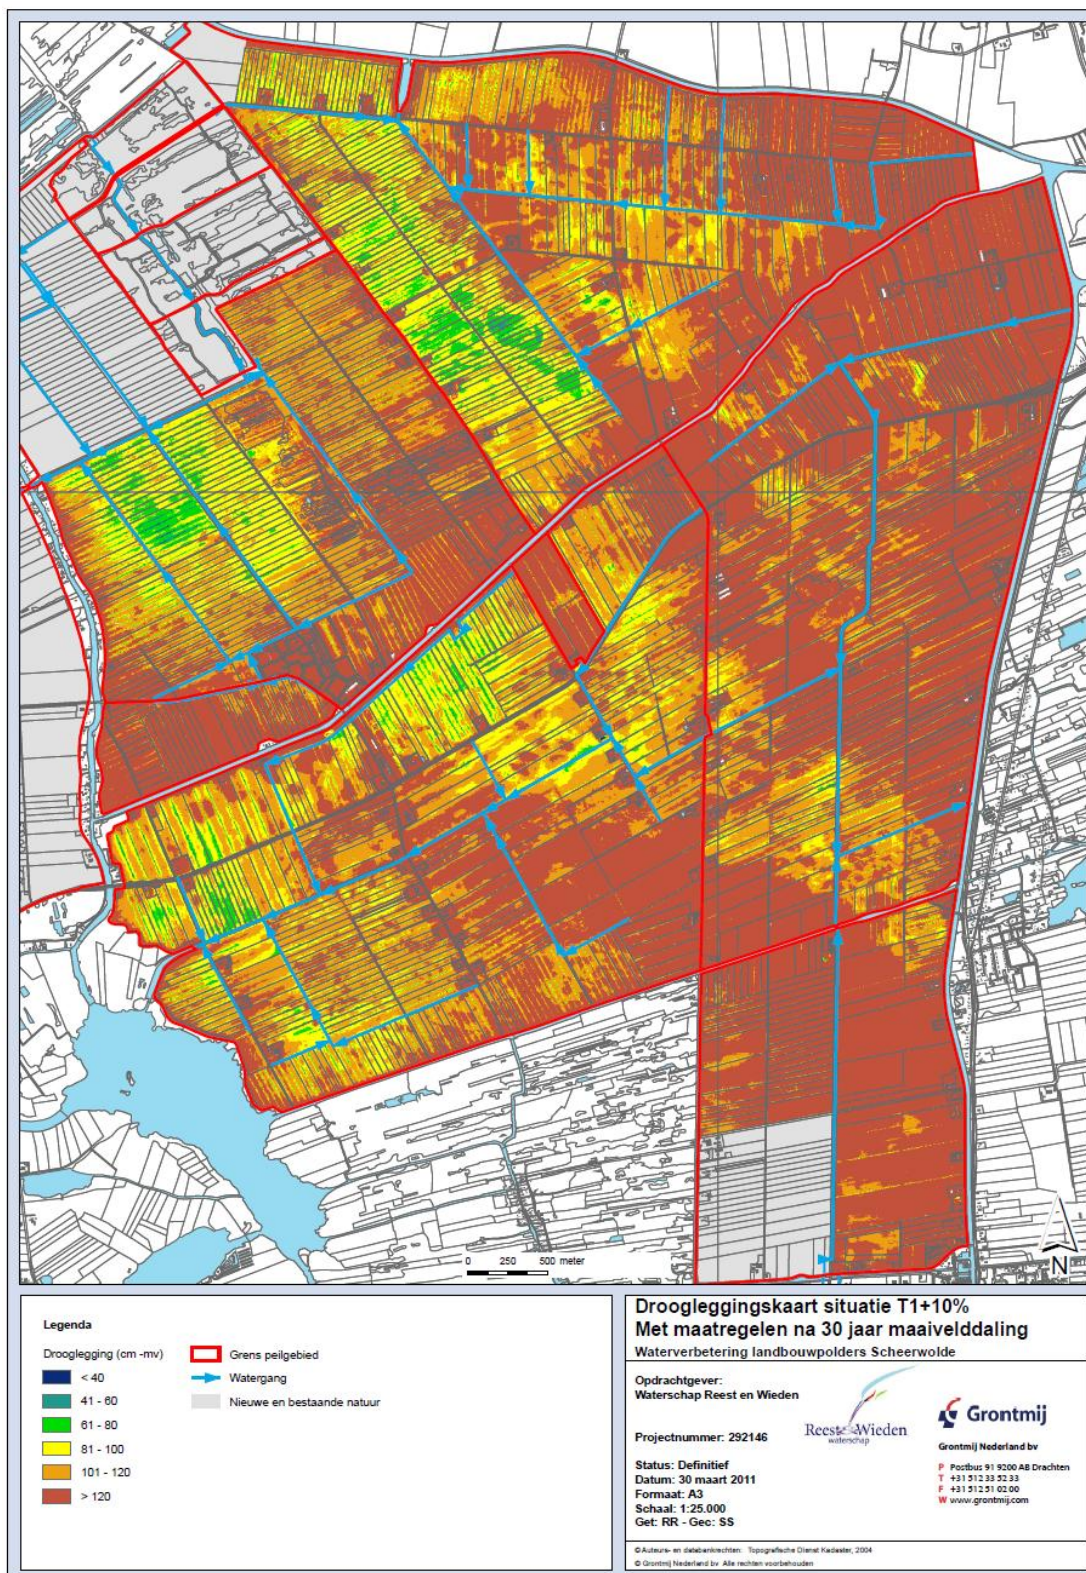 0 250 500 meter
N
Legenda
Drooglegging (cm -mv)
< 40
41 - 60
61 - 80
81 - 100
101 - 120
> 120
Grens peilgebied
Watergang
Nieuwe en bestaande natuur
Droogleggingskaart situatie T1+10%
Met maatregelen na 30 jaar maaivelddaling
Waterverbetering landbouwpolders Scheerwolde
Opdrachtgever:
Waterschap Reest en Wieden
Projectnummer: 292146
Status: Definitief
Datum: 30 maart 2011
Formaat: A3
Schaal: 1:25.000
Get: RR - Gec: SS
Reest & Wieden
waterschap
Grontmij
Grontmij Nederland bv
P Postbus 91 9200 AB Drachten
T +31 512 33 52 33
F +31 512 51 02 00
W www.grontmij.com
© Auteurs- en databankrechten: Topografische Dienst Kadaster, 2004
© Grontmij Nederland bv Alle rechten voorbehouden